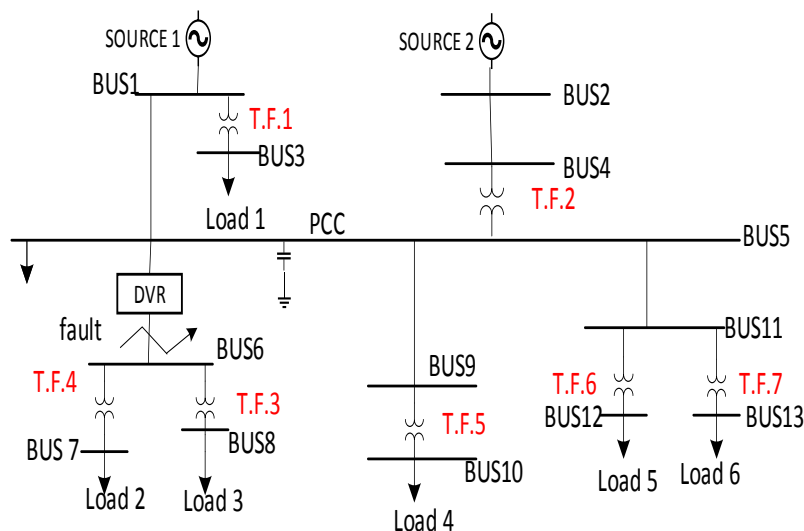 SOURCE 1
SOURCE 2
BUS1
BUS2
T.F.1
BUS3
BUS4
T.F.2
Load 1
PCC
BUS5
DVR
fault
BUS6
BUS11
T.F.4
T.F.3
BUS9
T.F.6
T.F.7
T.F.5
BUS12
BUS13
BUS 7
BUS8
BUS10
Load 2
Load 3
Load 4
Load 5
Load 6